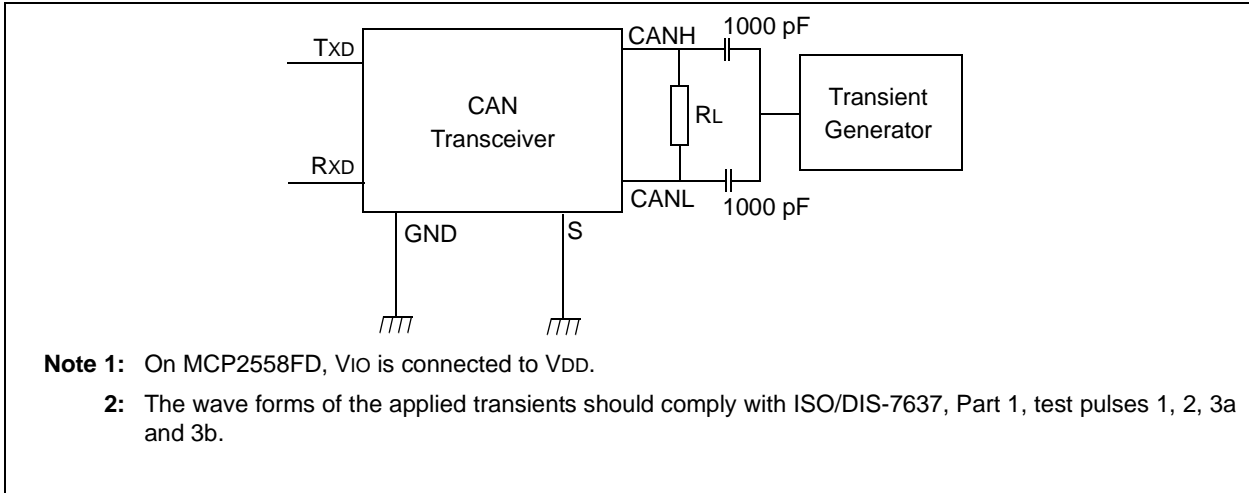 TXD
CANH
1000 pF
CAN
Transceiver
RL
Transient
Generator
RXD
CANL
1000 pF
GND
S
Note 1: On MCP2558FD, VIO is connected to VDD.
2: The wave forms of the applied transients should comply with ISO/DIS-7637, Part 1, test pulses 1, 2, 3a
and 3b.